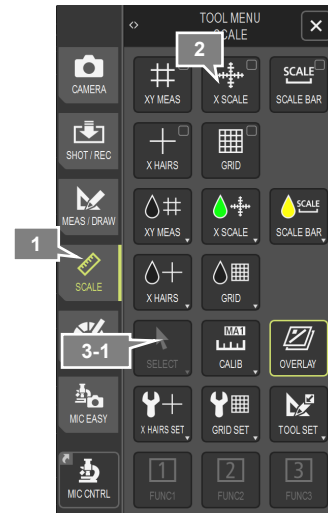 TOOL MENU
SCALE
2
CAMERA
XY MEAS
X SCALE
SCALE
SCALE BAR
SHOT / REC
X HAIRS
GRID
MEAS / DRAW
XY MEAS
X SCALE
SCALE
SCALE BAR
1
SCALE
X HAIRS
GRID
3-1
SELECT
MA1
CALIB
OVERLAY
MIC EASY
X HAIRS SET
GRID SET
TOOL SET
MIC CNTRL
1
FUNC1
2
FUNC2
3
FUNC3